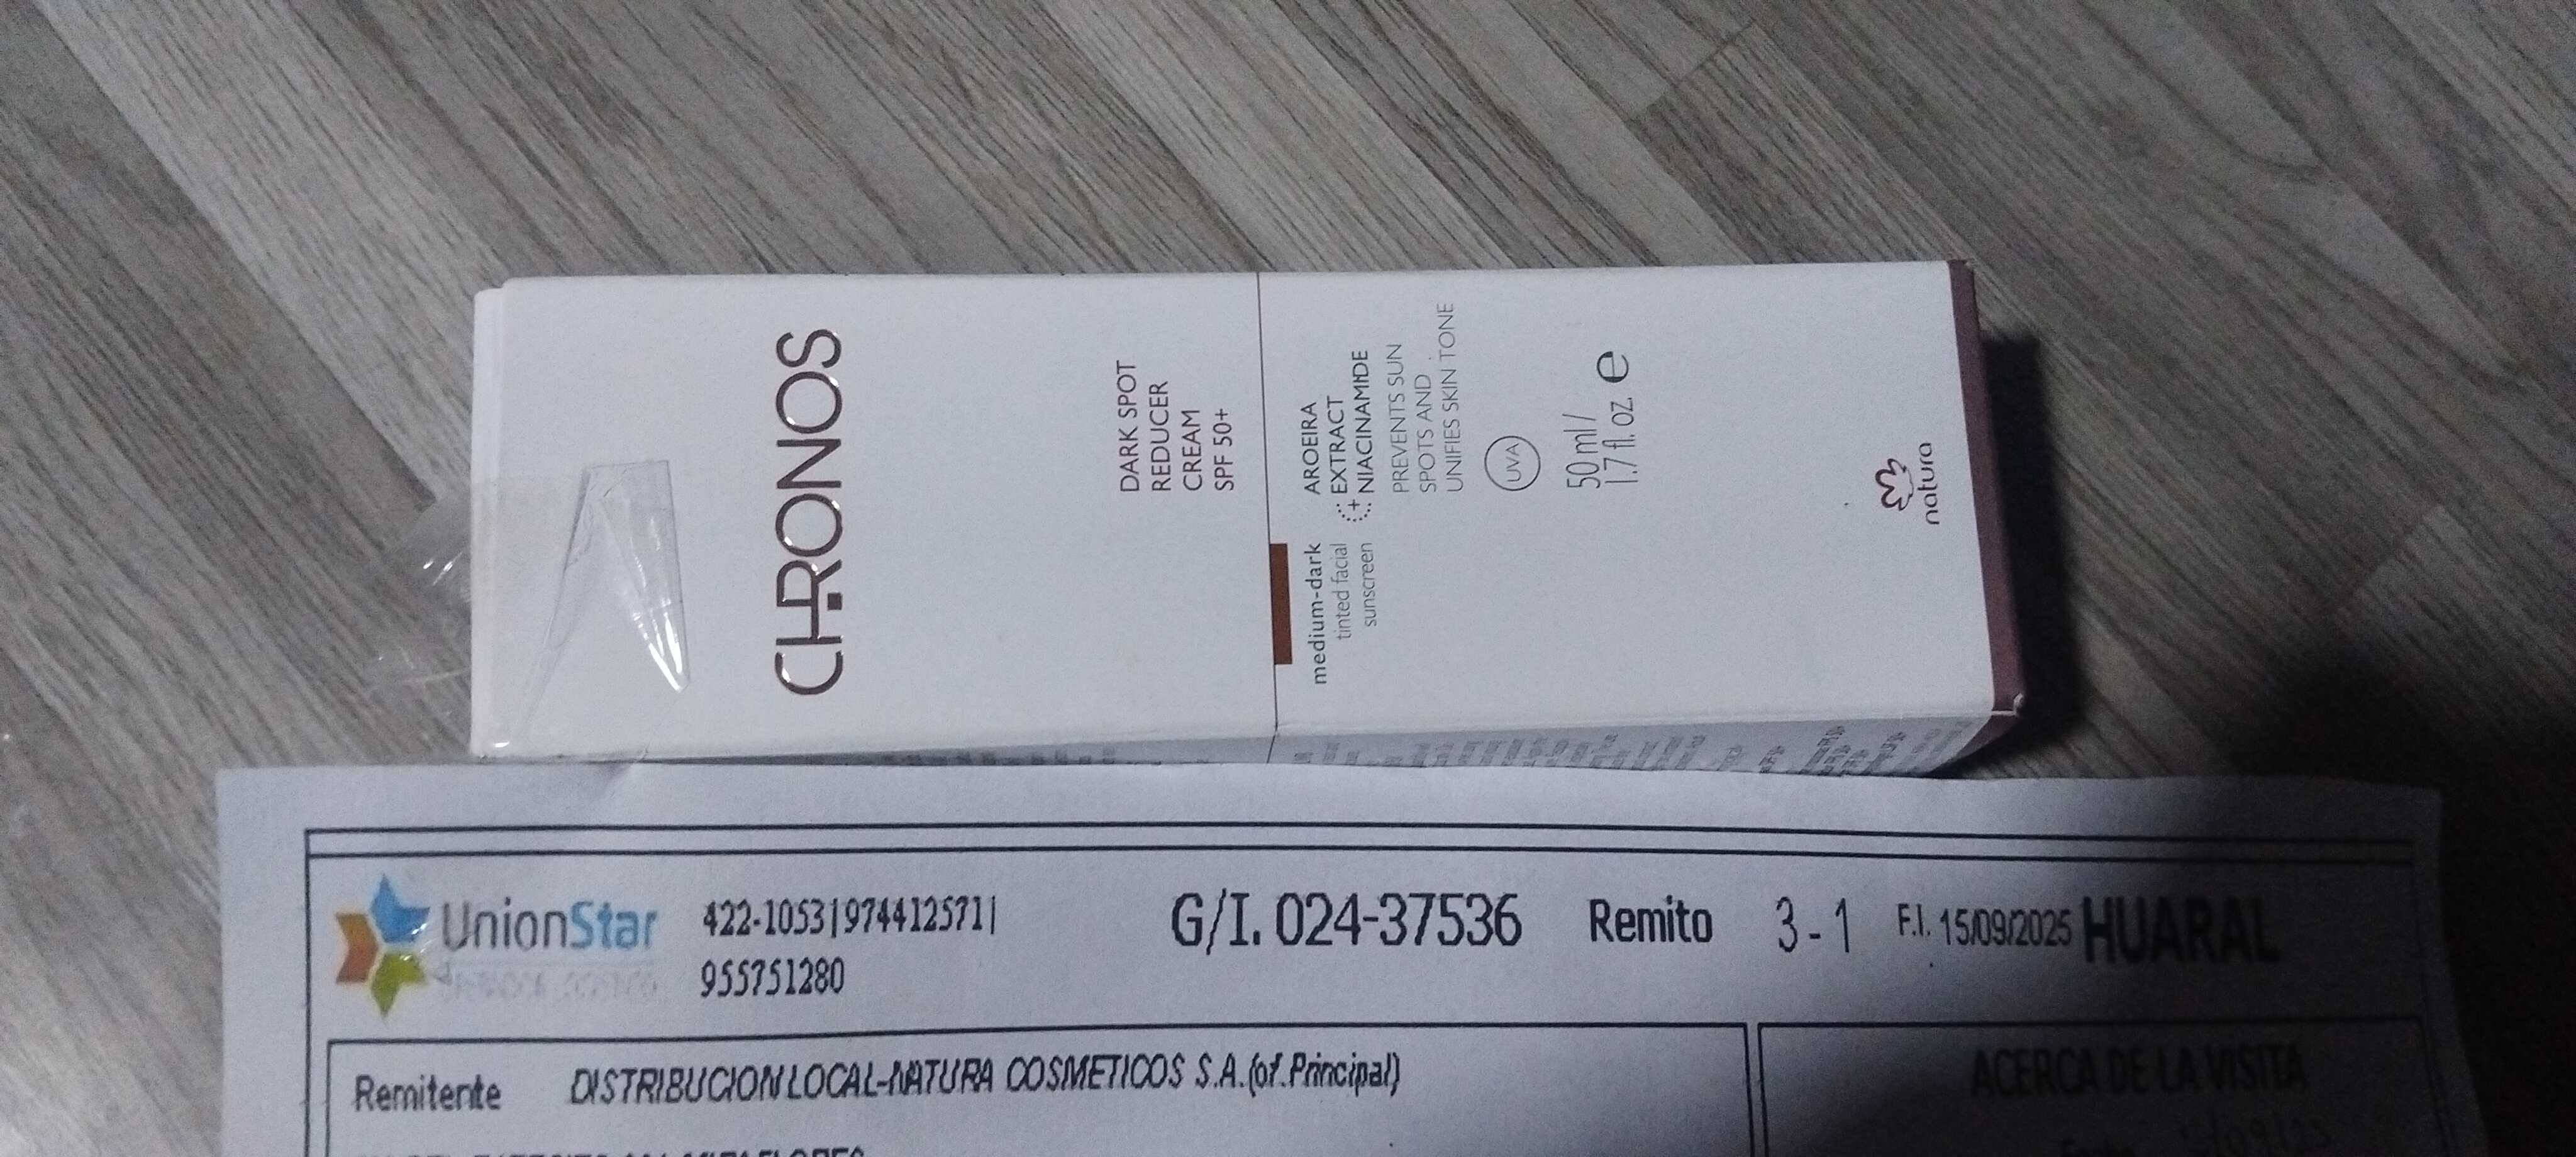 CHRONOS
DARK SPOT
REDUCER
CREAM
SPF 50+
medium-dark
tinted facial
sunscreen
AROEIRA
+ EXTRACT
NIACINAMIDE
PREVENTS SUN
SPOTS AND
UNIFIES SKIN TONE
UVA
50 ml /
1.7 fl. oz. e
natura
UnionStar
422-1053|974412571|
955751280
G/I. 024-37536
Remito 3 - 1
F.I. 15/09/2025 HUARAL
Remitente DISTRIBUCION LOCAL-NATURA COSMETICOS S.A.(of.Principal)
ACERCA DE LA VISITA